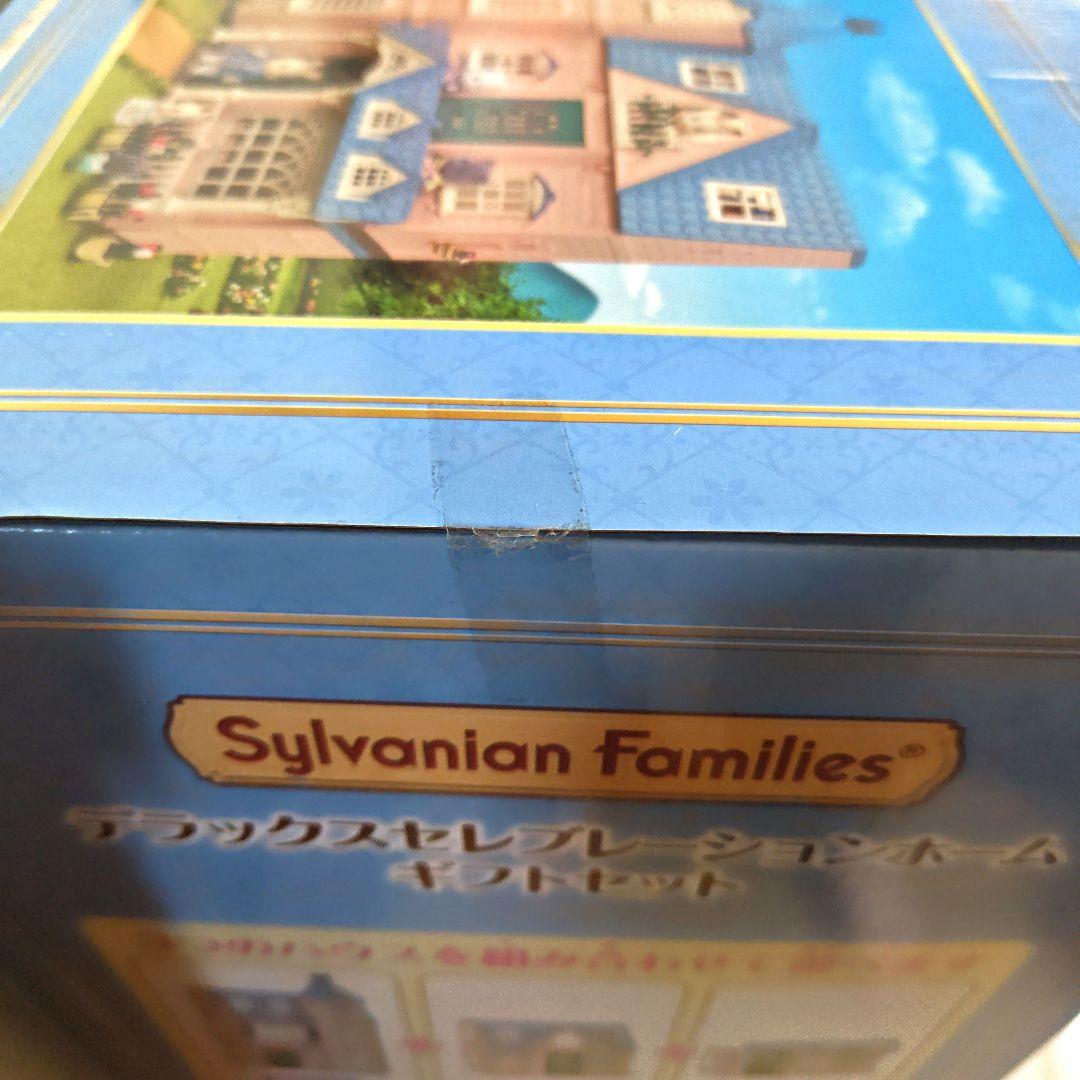 Sylvanian Families®
デラックスセレブレーションホーム
ギフトセット